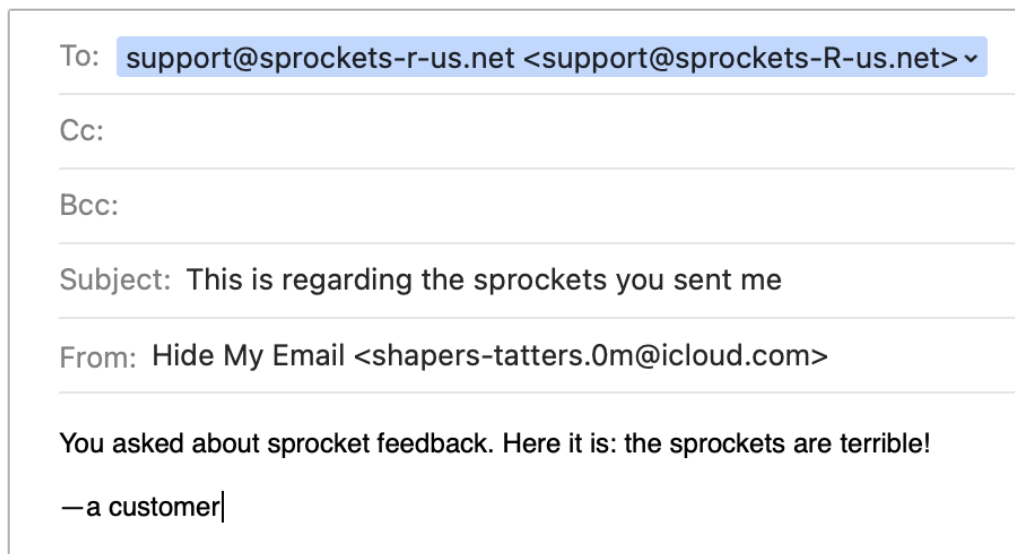 To: support@sprockets-r-us.net <support@sprockets-R-us.net>
Cc:
Bcc:
Subject: This is regarding the sprockets you sent me
From: Hide My Email <shapers-tatters.0m@icloud.com>
You asked about sprocket feedback. Here it is: the sprockets are terrible!
—a customer